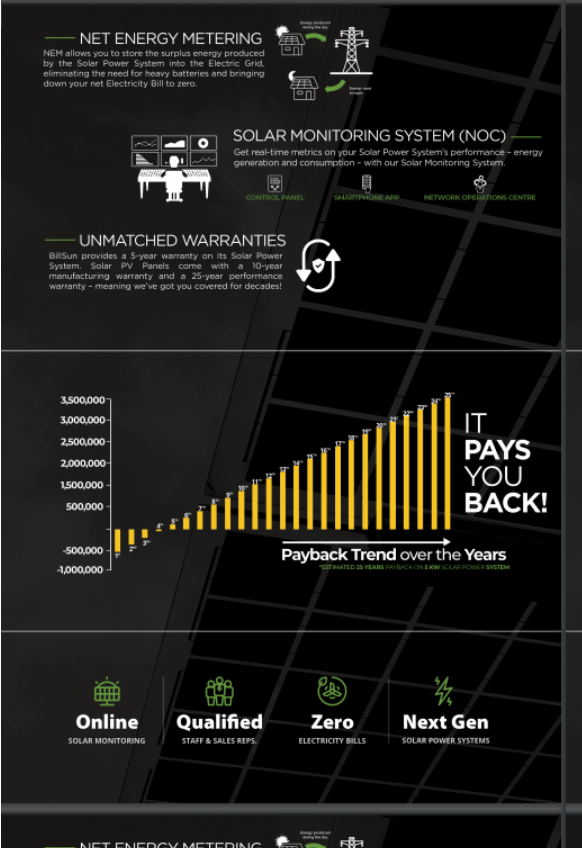 Energy produced
during the day
NET ENERGY METERING
NEM allows you to store the surplus energy produced
by the Solar Power System into the Electric Grid,
eliminating the need for heavy batteries and bringing
down your net Electricity Bill to zero.
Energy used
at night
SOLAR MONITORING SYSTEM (NOC)
Get real-time metrics on your Solar Power System's performance – energy
generation and consumption – with our Solar Monitoring System.
CONTROL PANEL
SMARTPHONE APP
NETWORK OPERATIONS CENTRE
UNMATCHED WARRANTIES
BillSun provides a 5-year warranty on its Solar Power
System. Solar PV Panels come with a 10-year
manufacturing warranty and a 25-year performance
warranty – meaning we've got you covered for decades!
3,500,000
3,000,000
2,500,000
2,000,000
1,500,000
500,000
-500,000
-1,000,000
IT
PAYS
YOU
BACK!
Payback Trend over the Years
*ESTIMATED 25 YEARS PAYBACK ON 5 KW SOLAR POWER SYSTEM
Online
SOLAR MONITORING
Qualified
STAFF & SALES REPS.
Zero
ELECTRICITY BILLS
Next Gen
SOLAR POWER SYSTEMS
Energy produced
during the day
NET ENERGY METERING